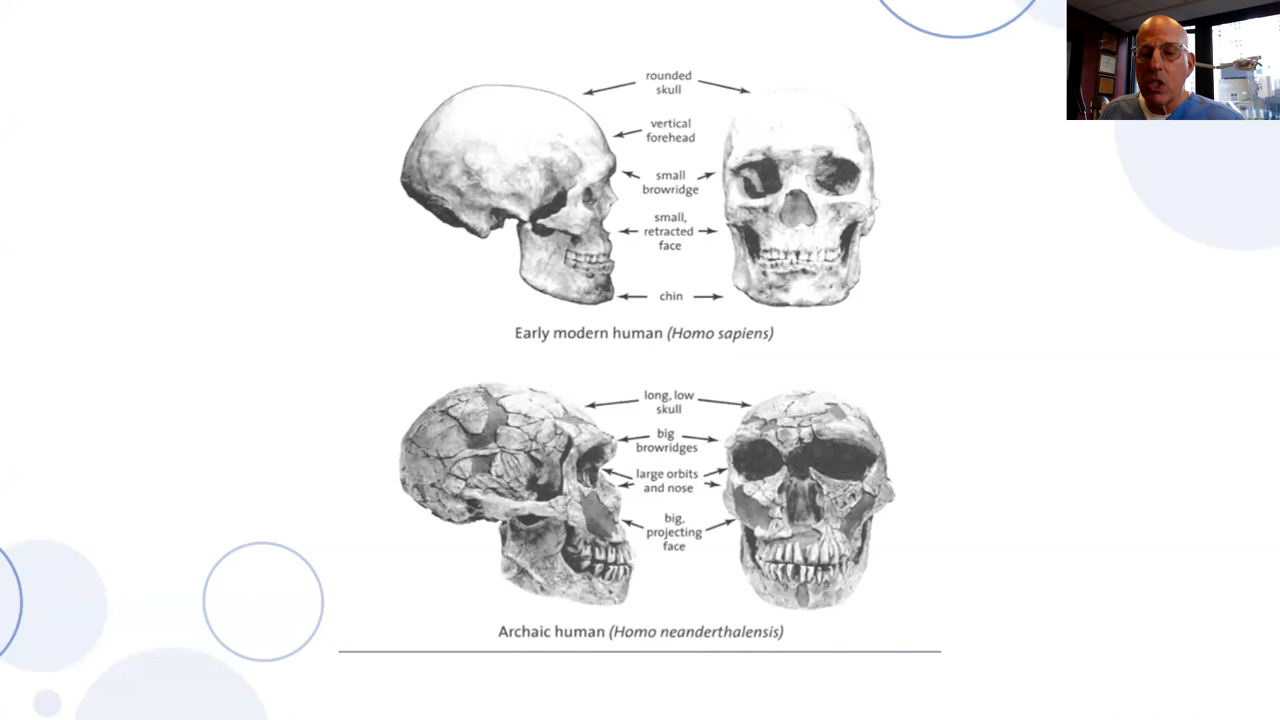 rounded
skull
vertical
forehead
small
browridge
small,
retracted
face
chin
Early modern human (Homo sapiens)
long, low
skull
big
browridges
large orbits
and nose
big,
projecting
face
Archaic human (Homo neanderthalensis)